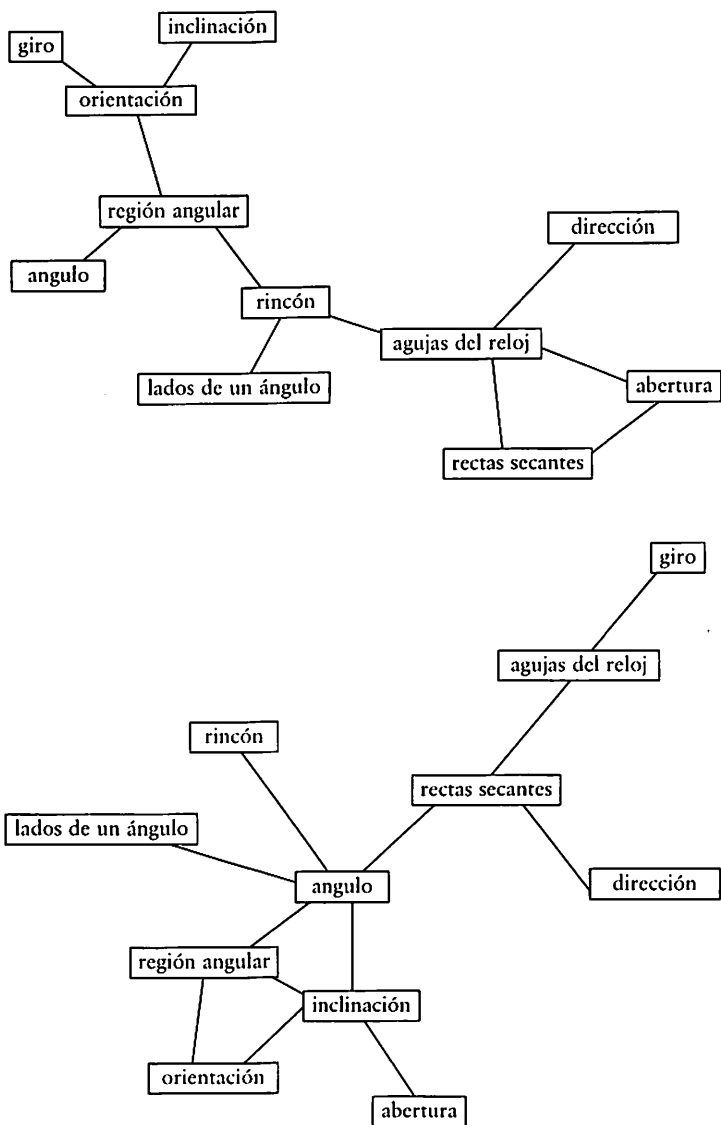 inclinación
giro
orientación
región angular
dirección
angulo
rincón
agujas del reloj
lados de un ángulo
abertura
rectas secantes
giro
agujas del reloj
rincón
rectas secantes
lados de un ángulo
angulo
dirección
región angular
inclinación
orientación
abertura